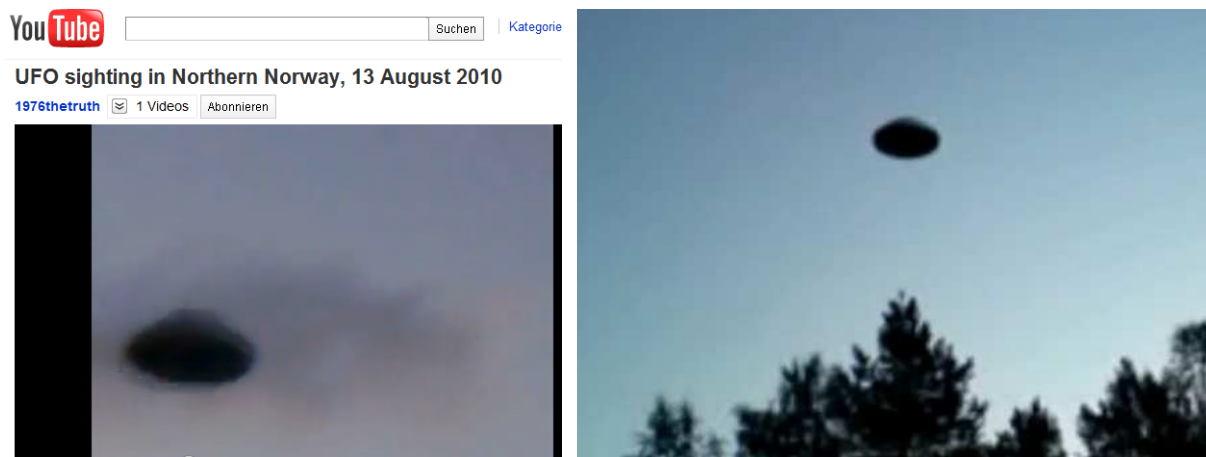 YouTube
Suchen
Kategorie
UFO sighting in Northern Norway, 13 August 2010
1976thetruth 1 Videos Abonnieren